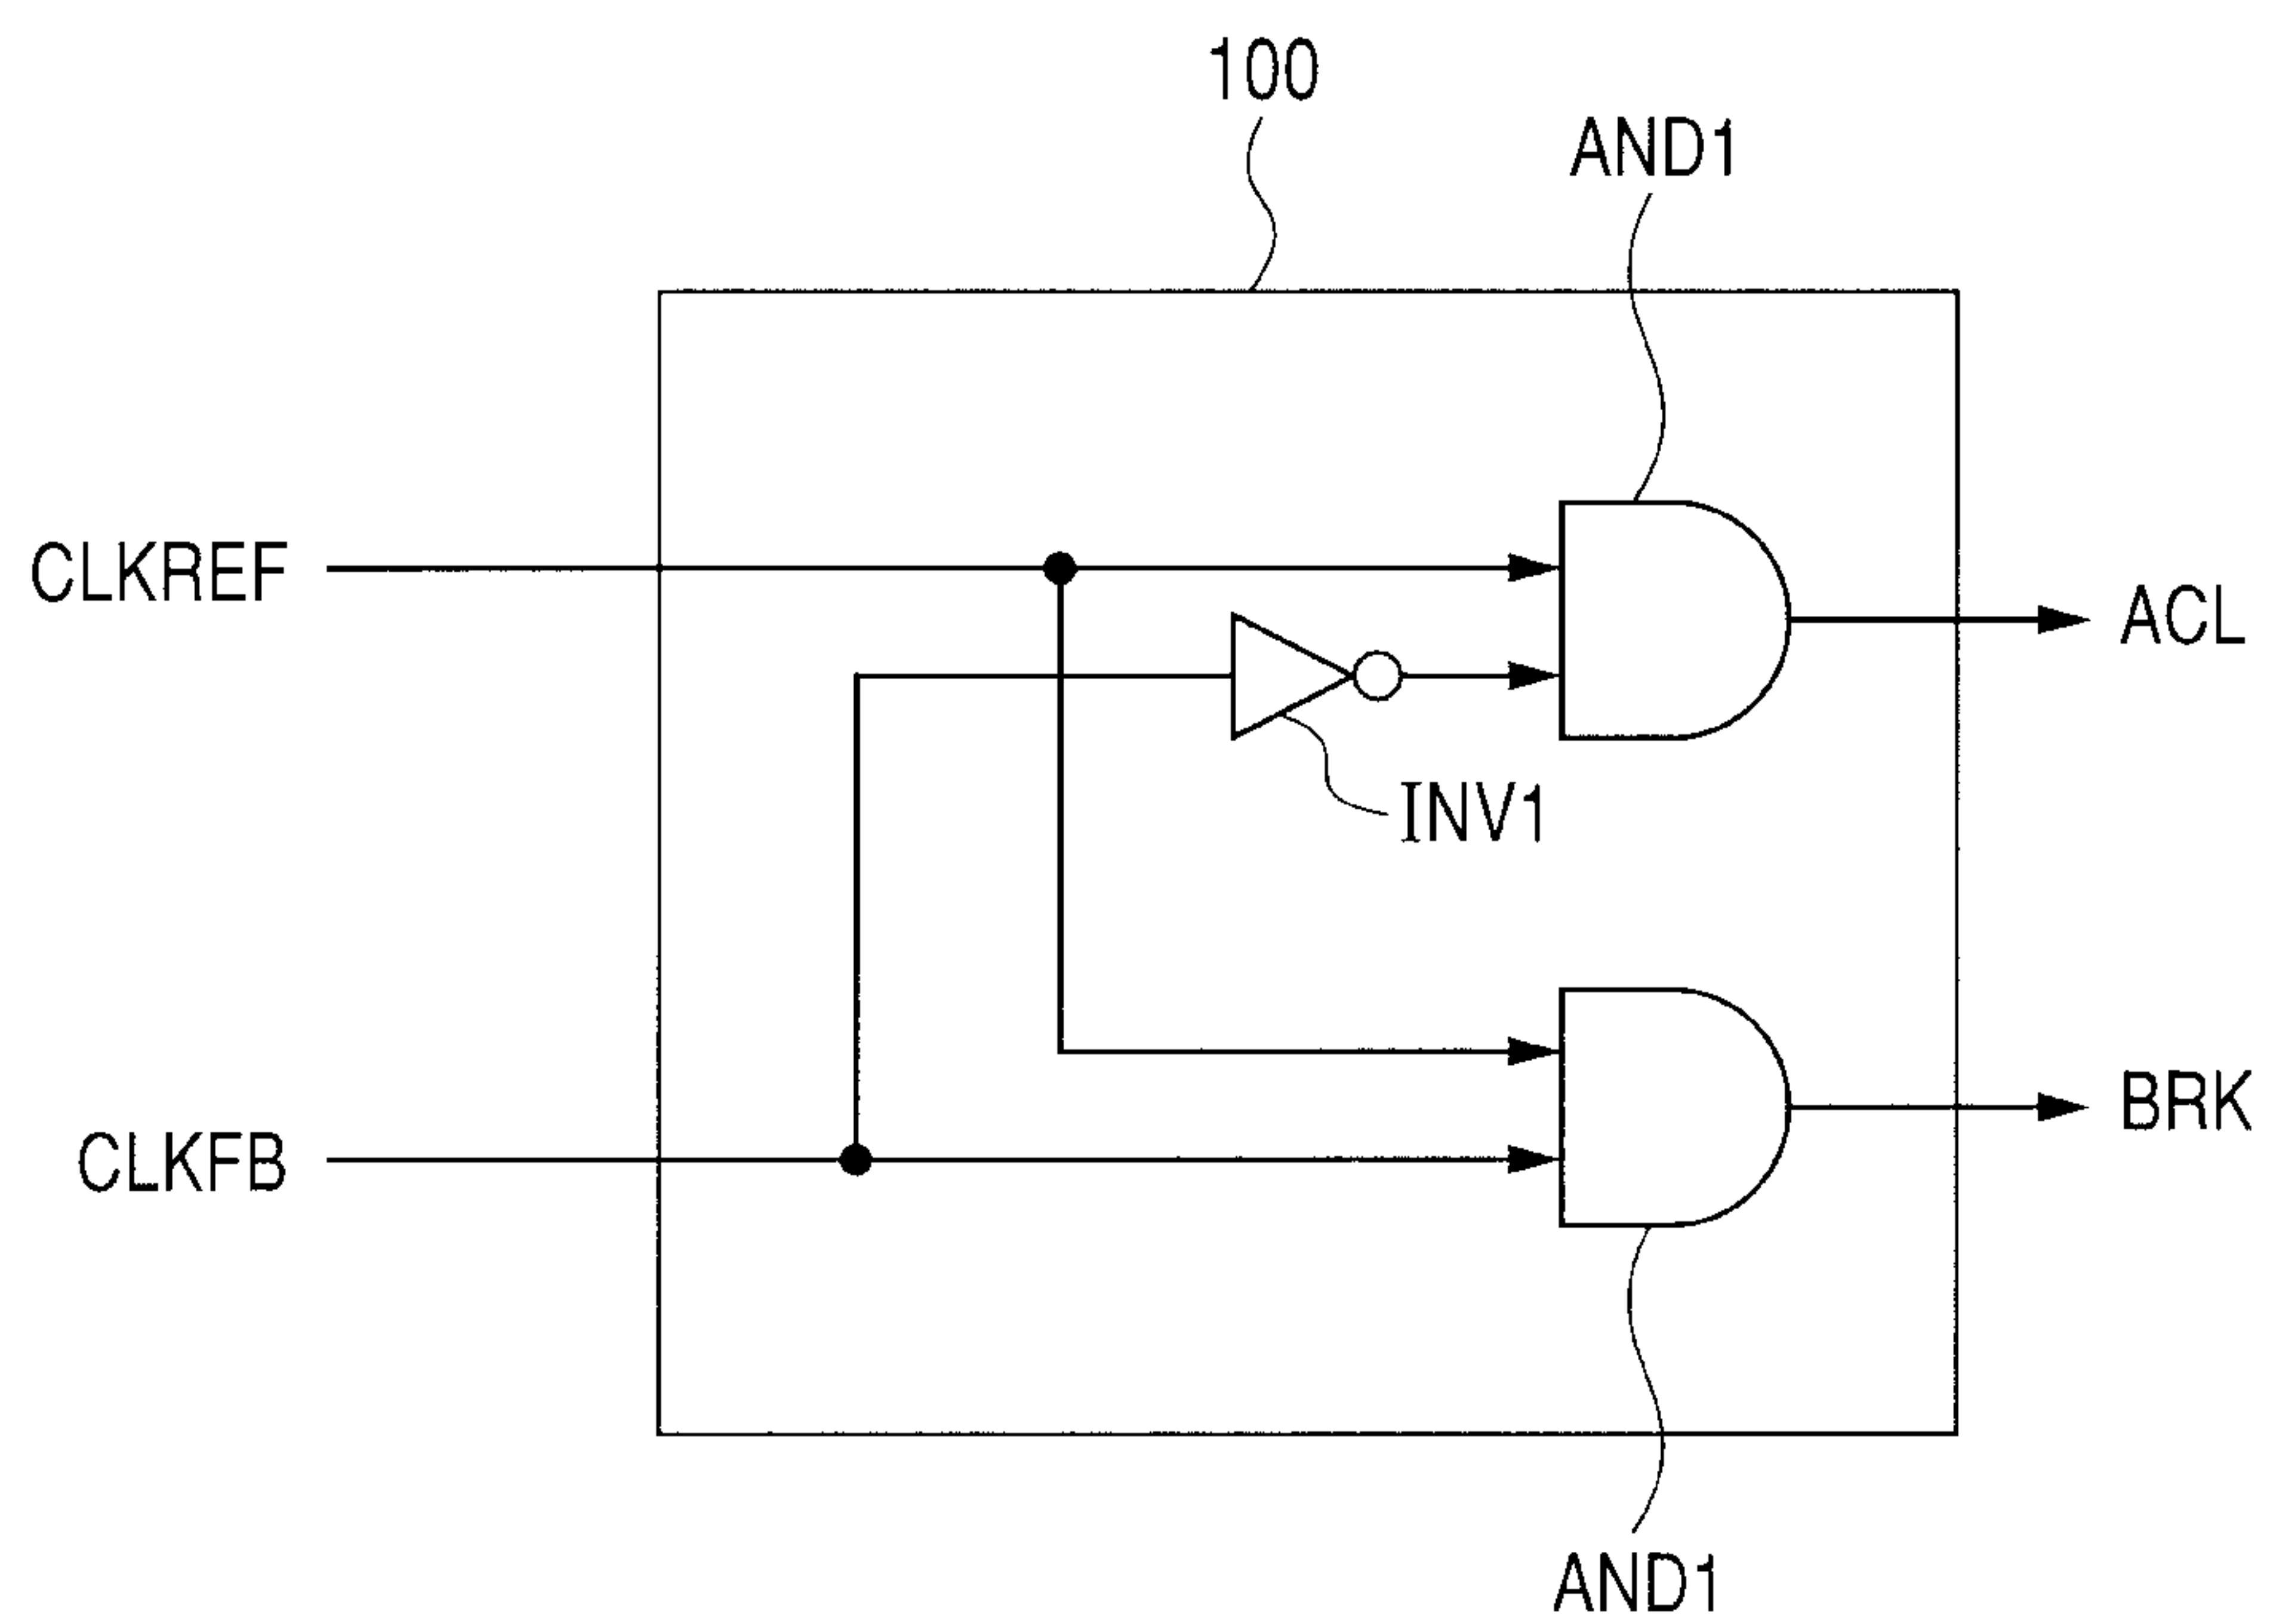 100
AND1
CLKREF
ACL
INV1
BRK
CLKFB
AND1